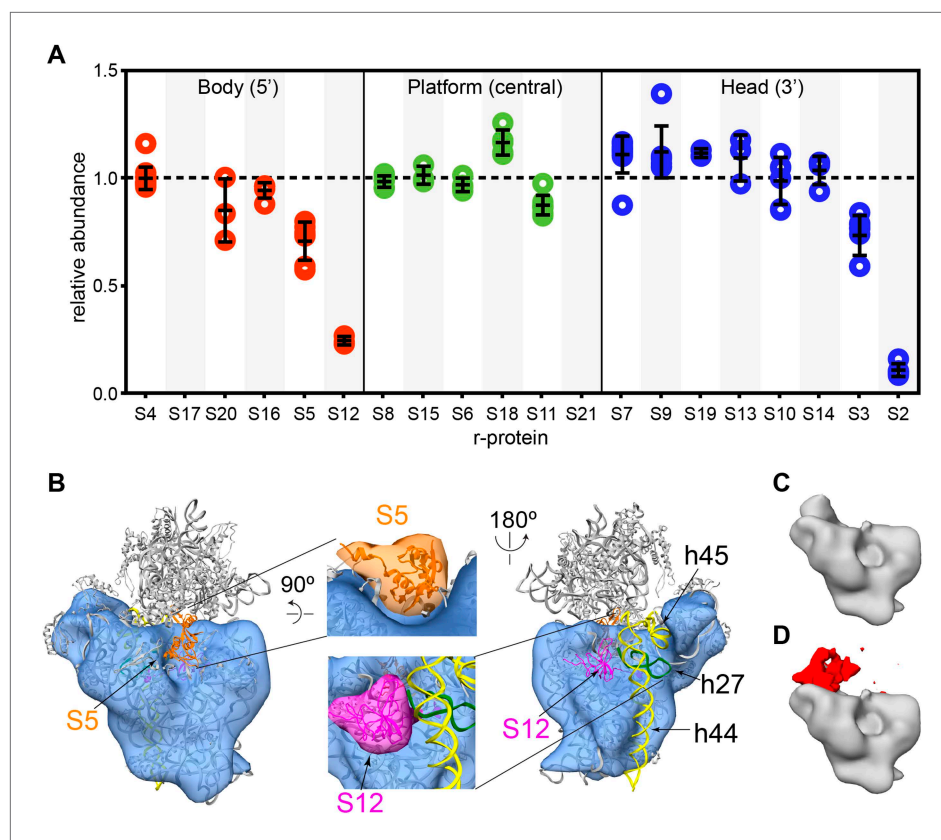 A
Body (5')
Platform (central)
Head (3')
1.5
1.0
0.5
0.0
relative abundance
S4 S17 S20 S16 S5 S12 S8 S15 S6 S18 S11 S21 S7 S9 S19 S13 S10 S14 S3 S2
r-protein
B
S5
90º
180º
h45
C
S5
S12
h27
h44
S12
D